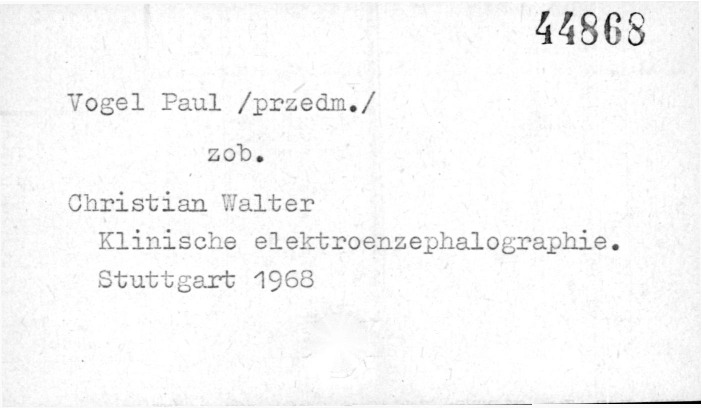 44868
Vogel Paul /przedm./
zob.
Christian Walter
Klinische elektroenzephalographie.
Stuttgart 1968